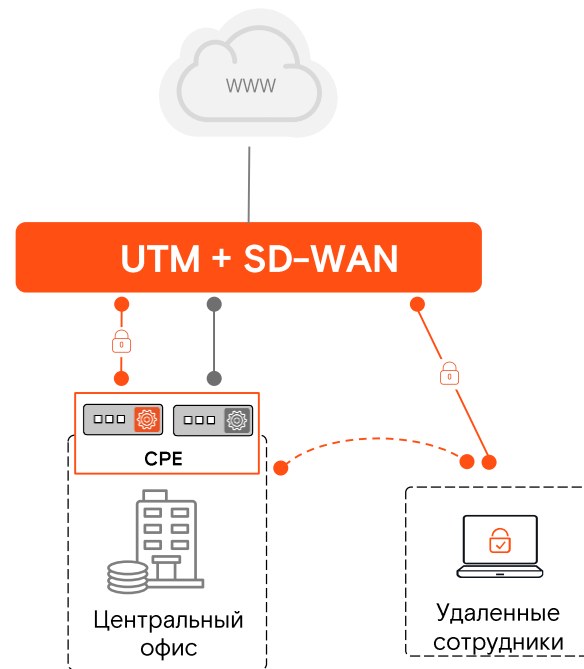 WWW
UTM + SD-WAN
CPE
Центральный
офис
Удаленные
сотрудники